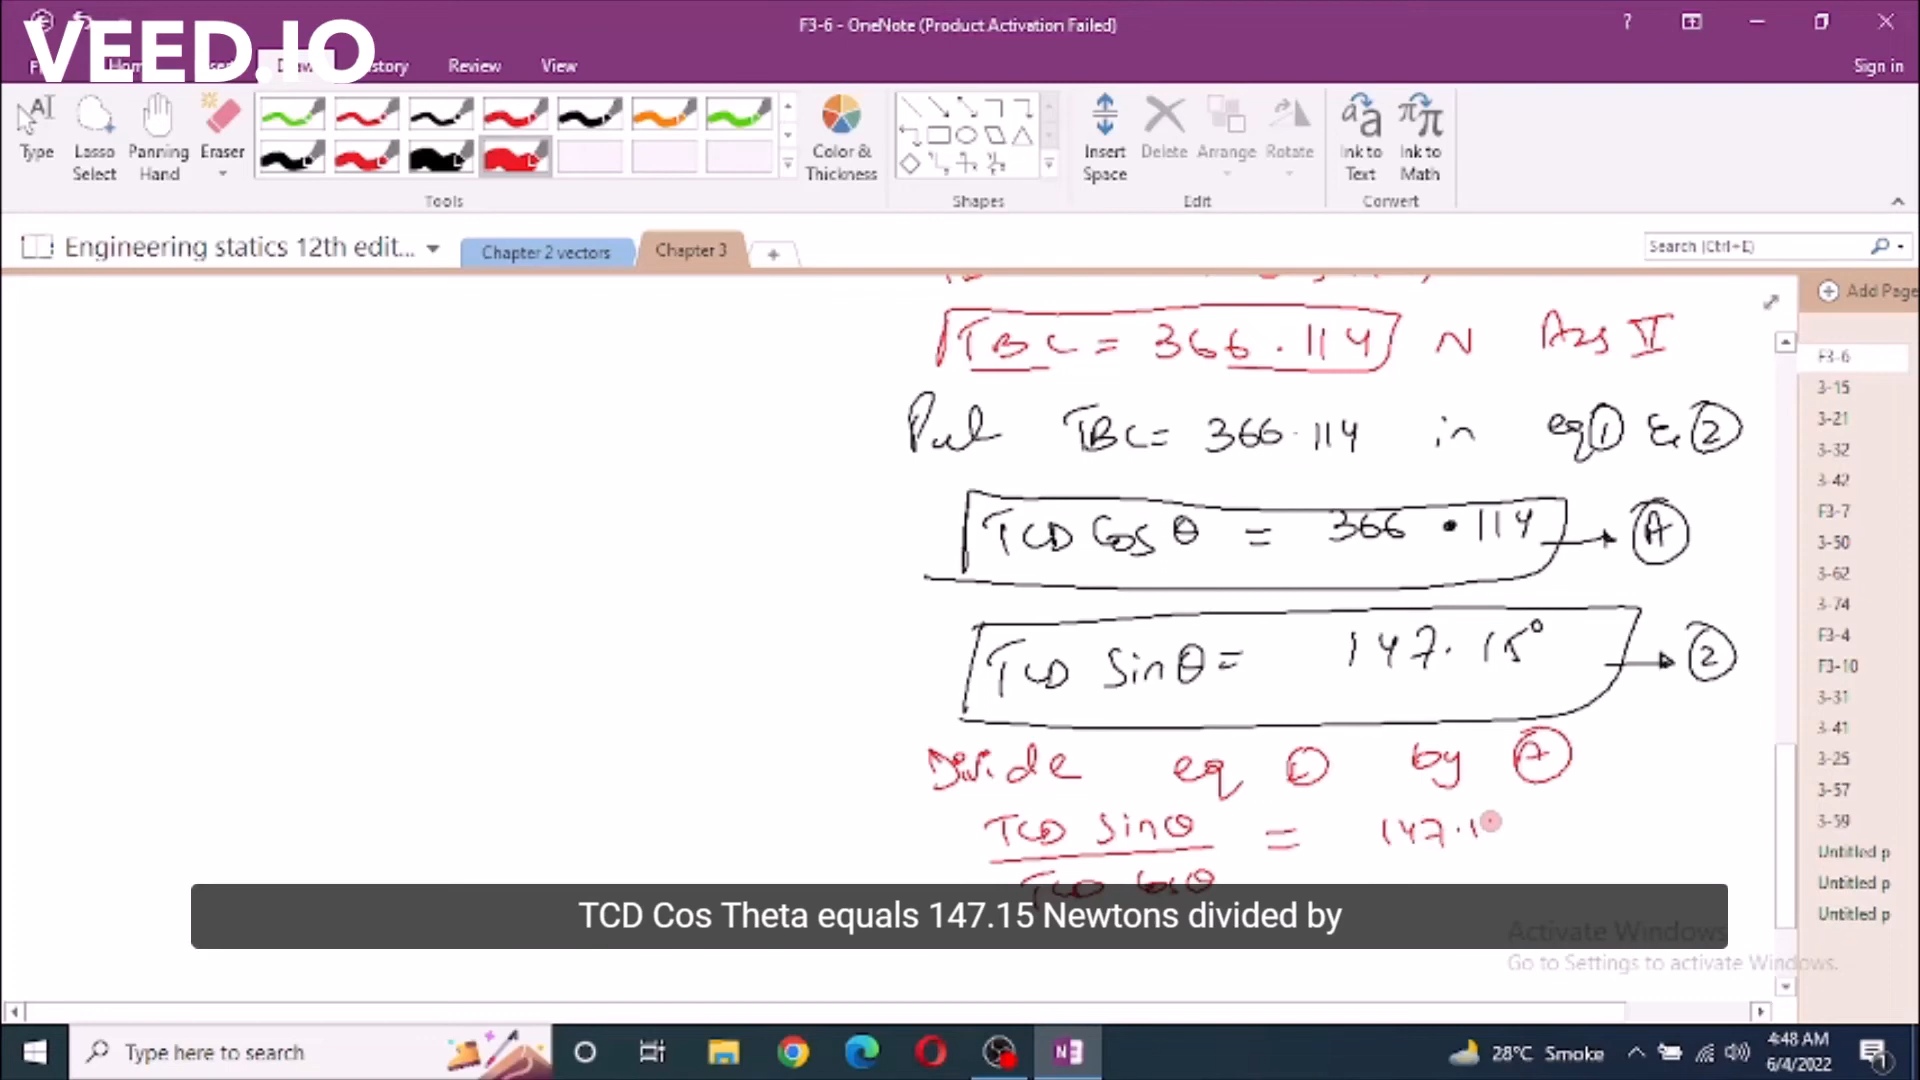 VEED.IO
F3-6 - OneNote (Product Activation Failed)
?
Review View
Sign in
Type
Lasso Select
Panning Hand
Eraser
Color & Thickness
Insert Space
Delete
Arrange
Rotate
Ink to Text
Ink to Math
Tools
Shapes
Edit
Convert
Engineering statics 12th edit...
Chapter 2 vectors
Chapter 3
Search (Ctrl+E)
Add Page
F3-6
3-15
3-21
3-32
3-42
F3-7
3-50
3-62
3-74
F3-4
F3-10
3-31
3-41
3-25
3-57
3-59
Untitled p
Untitled p
Untitled p
TBC = 366.114 N
Put TBC = 366.114 in eq ① & ②
TCD Cos θ = 366.114 → Ⓐ
TCD Sin θ = 147.15° → ②
Divide eq by Ⓐ
TCD Sin θ = 147.1
TCD Cos θ
TCD Cos Theta equals 147.15 Newtons divided by
Activate Windows
Go to Settings to activate Windows.
Type here to search
28°C Smoke
4:48 AM
6/4/2022
1